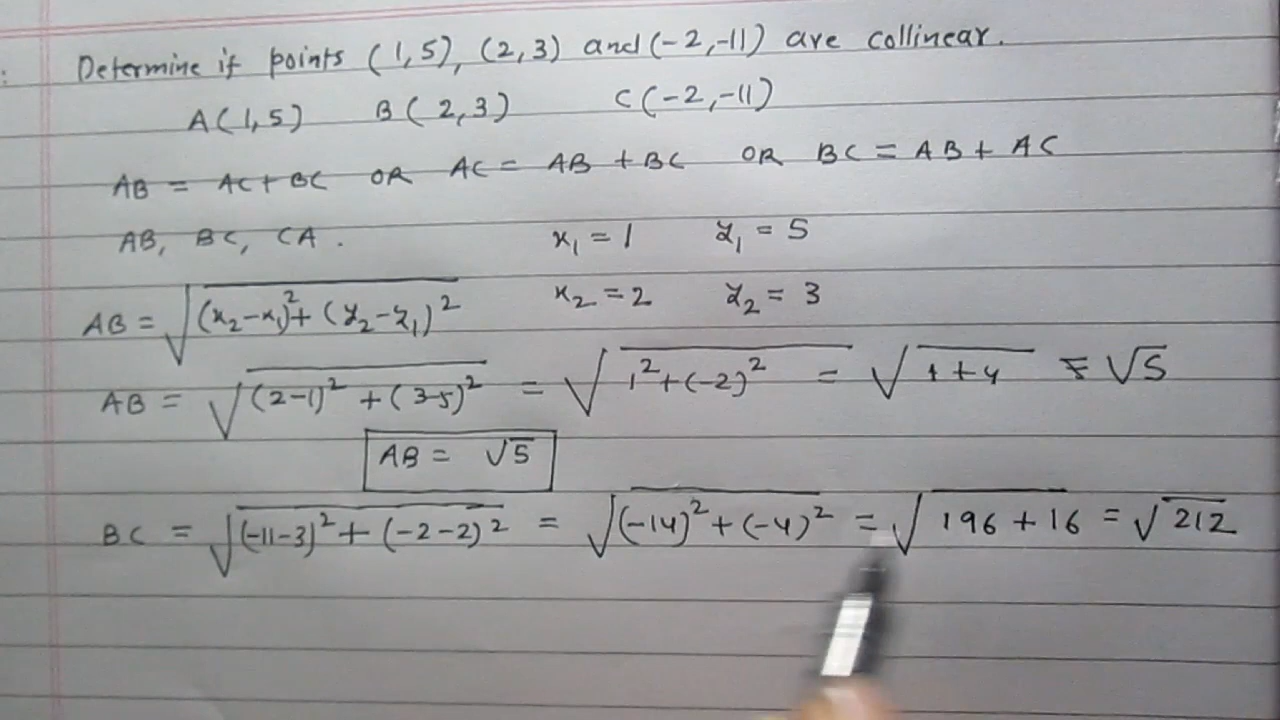 Determine if points (1,5), (2,3) and (-2,-11) are collinear.
A(1,5) B(2,3) C(-2,-11)
AB = AC+BC OR AC = AB + BC OR BC = AB + AC
AB, BC, CA. x₁ = 1 y₁ = 5
x₂ = 2 y₂ = 3
AB = √((x₂-x₁)² + (y₂-y₁)²)
AB = √((2-1)² + (3-5)²) = √(1² + (-2)²) = √(1+4) = √5
AB = √5
BC = √((-11-3)² + (-2-2)²) = √((-14)² + (-4)²) = √(196 + 16) = √212